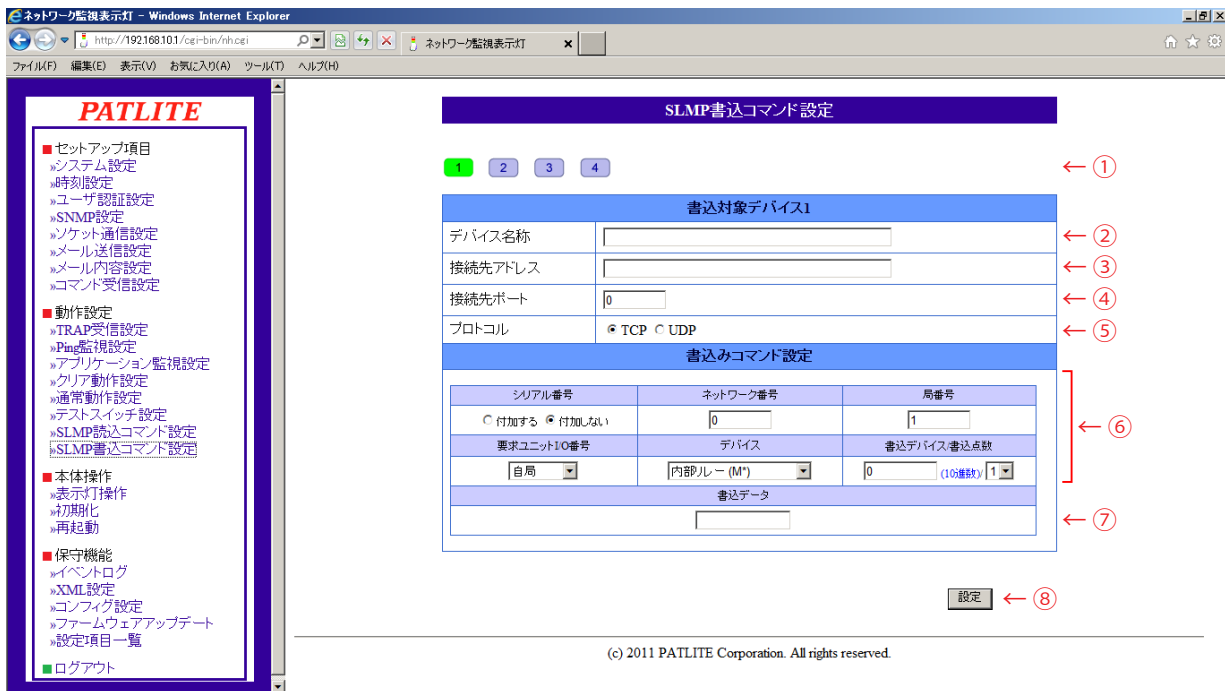 ネットワーク監視表示灯 - Windows Internet Explorer
http://192.168.10.1/cgi-bin/nh.cgi
ネットワーク監視表示灯
ファイル(F) 編集(E) 表示(V) お気に入り(A) ツール(T) ヘルプ(H)
PATLITE
■セットアップ項目
»システム設定
»時刻設定
»ユーザ認証設定
»SNMP設定
»ソケット通信設定
»メール送信設定
»メール内容設定
»コマンド受信設定
■動作設定
»TRAP受信設定
»Ping監視設定
»アプリケーション監視設定
»クリア動作設定
»通常動作設定
»テストスイッチ設定
»SLMP読込コマンド設定
»SLMP書込コマンド設定
■本体操作
»表示灯操作
»初期化
»再起動
■保守機能
»イベントログ
»XML設定
»コンフィグ設定
»ファームウェアアップデート
»設定項目一覧
■ログアウト
SLMP書込コマンド設定
1 2 3 4 ←①
書込対象デバイス1
デバイス名称 ←②
接続先アドレス ←③
接続先ポート 0 ←④
プロトコル TCP UDP ←⑤
書込みコマンド設定
シリアル番号 ネットワーク番号 局番号
付加する 付加しない 0 1 ←⑥
要求ユニットI/O番号 デバイス 書込デバイス/書込点数
自局 内部リレー(M*) 0 (10進数)/ 1
書込データ
←⑦
設定 ←⑧
(c) 2011 PATLITE Corporation. All rights reserved.